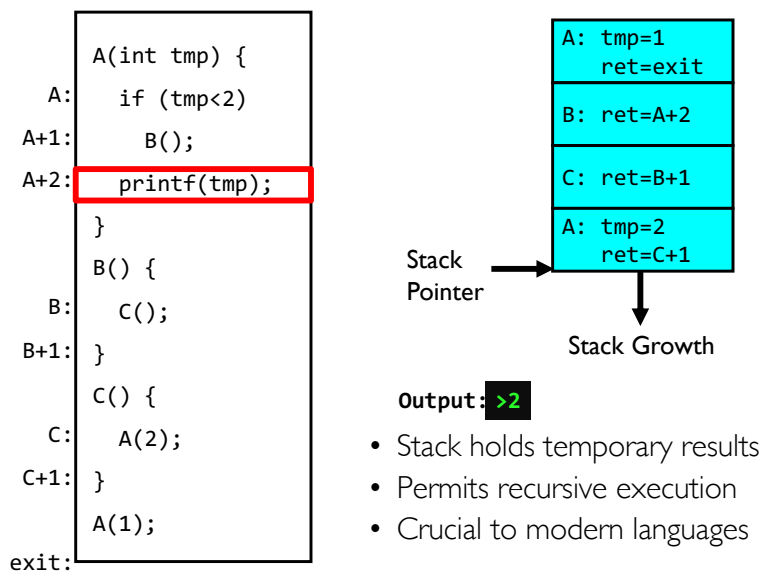 A(int tmp) {
A: if (tmp<2)
A+1: B();
A+2: printf(tmp);
}
B() {
B: C();
B+1: }
C() {
C: A(2);
C+1: }
A(1);
exit:
A: tmp=1
ret=exit
B: ret=A+2
C: ret=B+1
A: tmp=2
ret=C+1
Stack
Pointer
Stack Growth
Output: >2
• Stack holds temporary results
• Permits recursive execution
• Crucial to modern languages